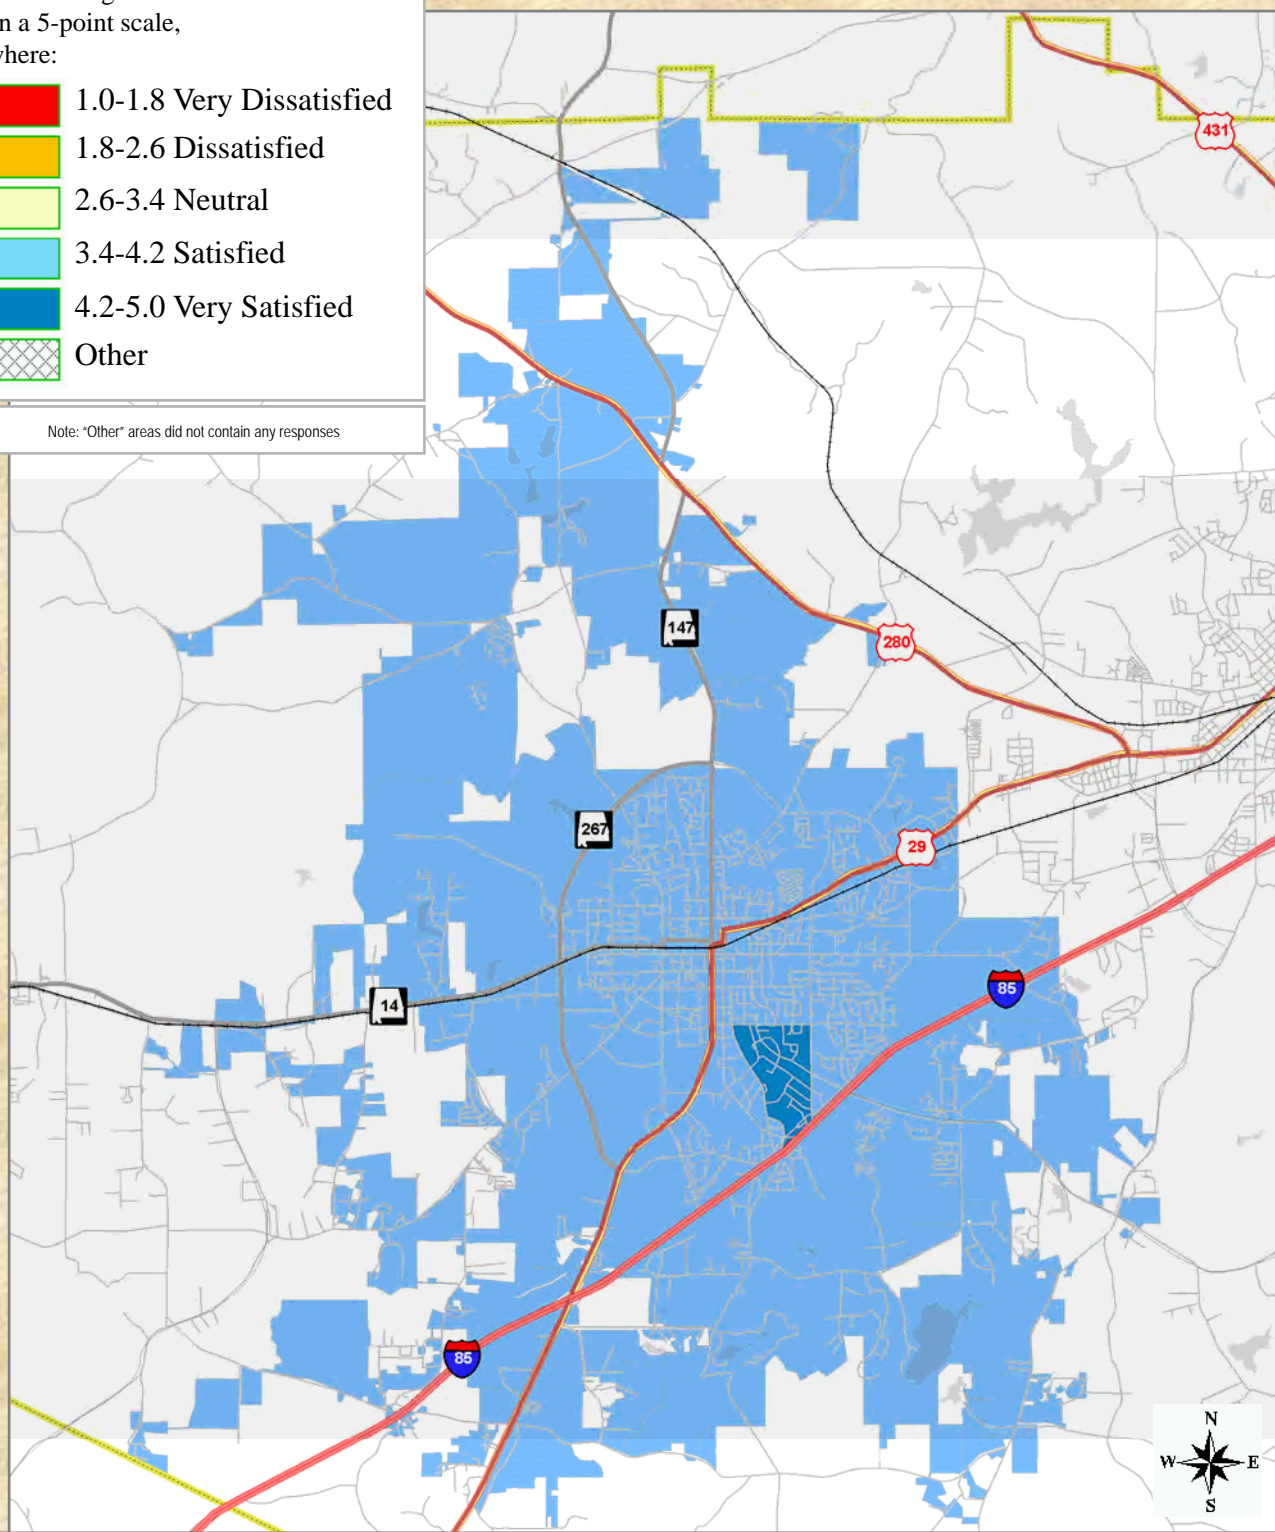 n a 5-point scale,
where:
1.0-1.8 Very Dissatisfied
1.8-2.6 Dissatisfied
2.6-3.4 Neutral
3.4-4.2 Satisfied
4.2-5.0 Very Satisfied
Other
Note: "Other" areas did not contain any responses
431
147
280
267
29
85
14
85
N
W E
S